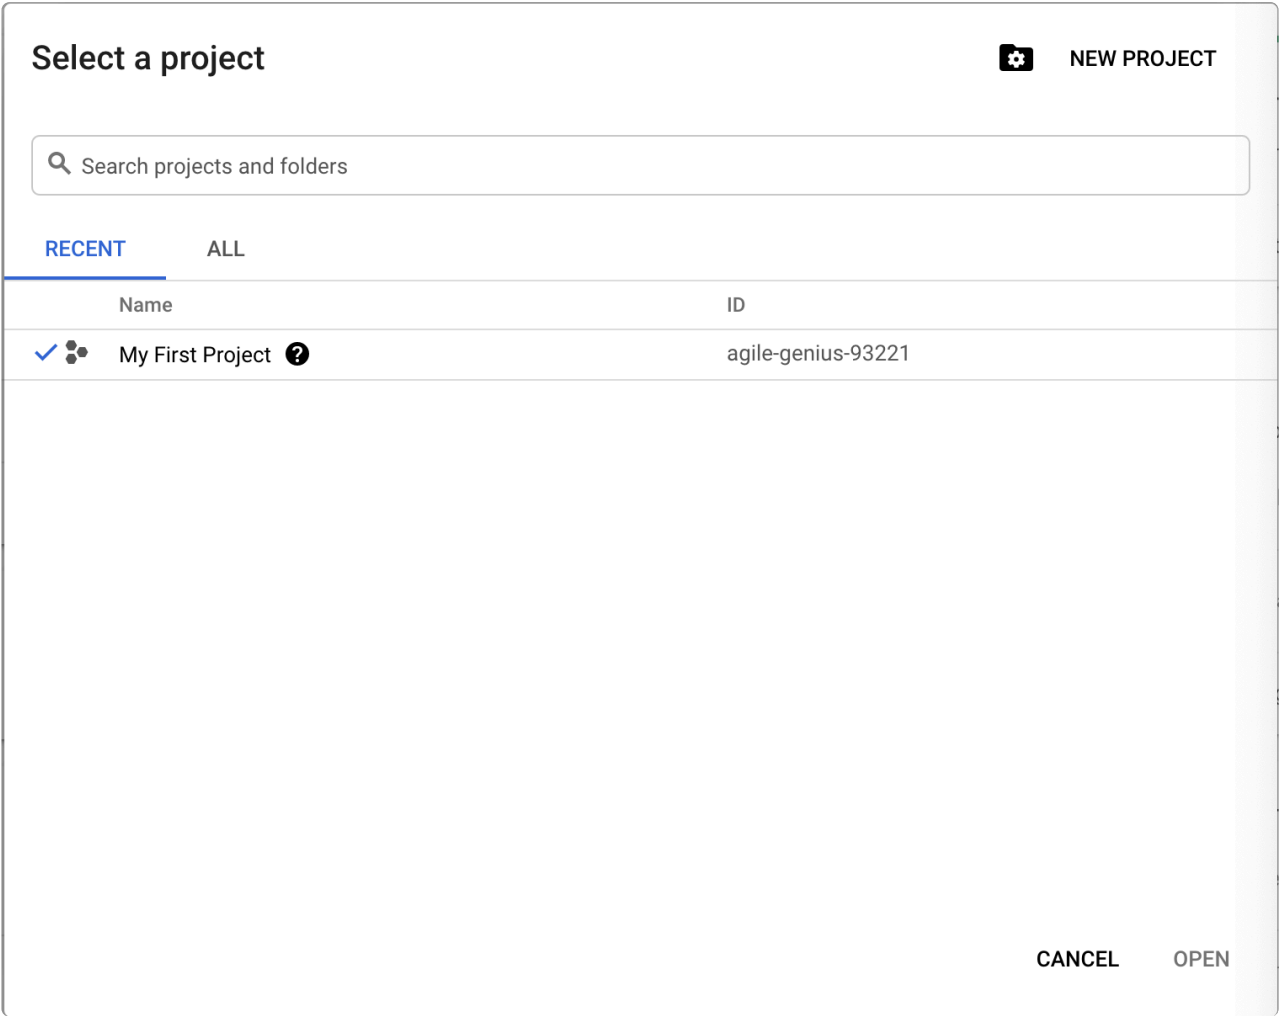 Select a project
NEW PROJECT
Search projects and folders
RECENT ALL
Name ID
My First Project ? agile-genius-93221
CANCEL OPEN